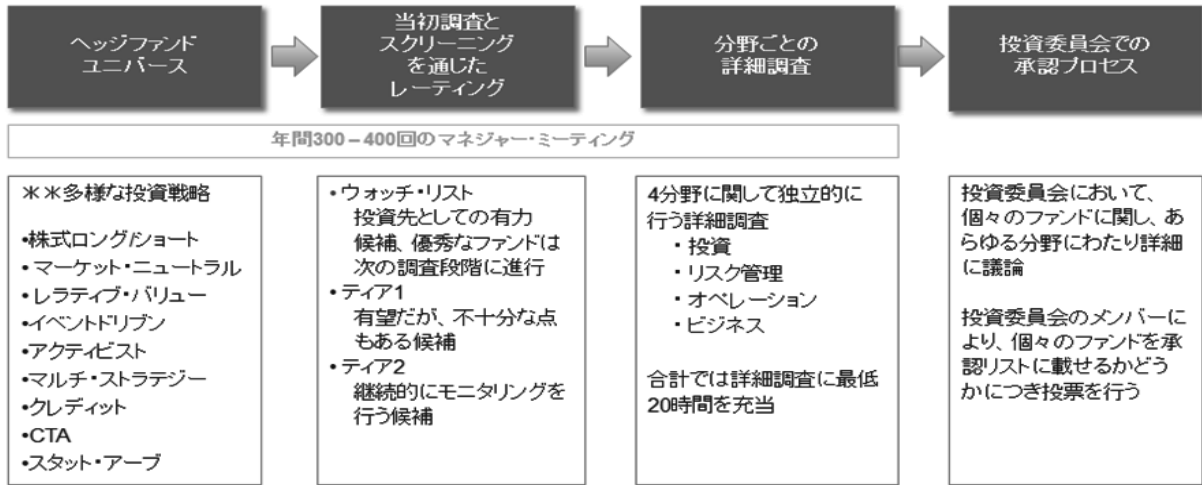 ヘッジファンド
ユニバース
当初調査と
スクリーニング
を通じた
レーティング
分野ごとの
詳細調査
投資委員会での
承認プロセス
年間300－400回のマネジャー・ミーティング
＊＊多様な投資戦略
•株式ロング/ショート
•マーケット・ニュートラル
•レラティブ・バリュー
•イベントドリブン
•アクティビスト
•マルチ・ストラテジー
•クレディット
•CTA
•スタット・アーブ
•ウォッチ・リスト
投資先としての有力
候補、優秀なファンドは
次の調査段階に進行
•ティア1
有望だが、不十分な点
もある候補
•ティア2
継続的にモニタリングを
行う候補
4分野に関して独立的に
行う詳細調査
・投資
・リスク管理
・オペレーション
・ビジネス
合計では詳細調査に最低
20時間を充当
投資委員会において、
個々のファンドに関し、あ
らゆる分野にわたり詳細
に議論
投資委員会のメンバーに
より、個々のファンドを承
認リストに載せるかどう
かにつき投票を行う